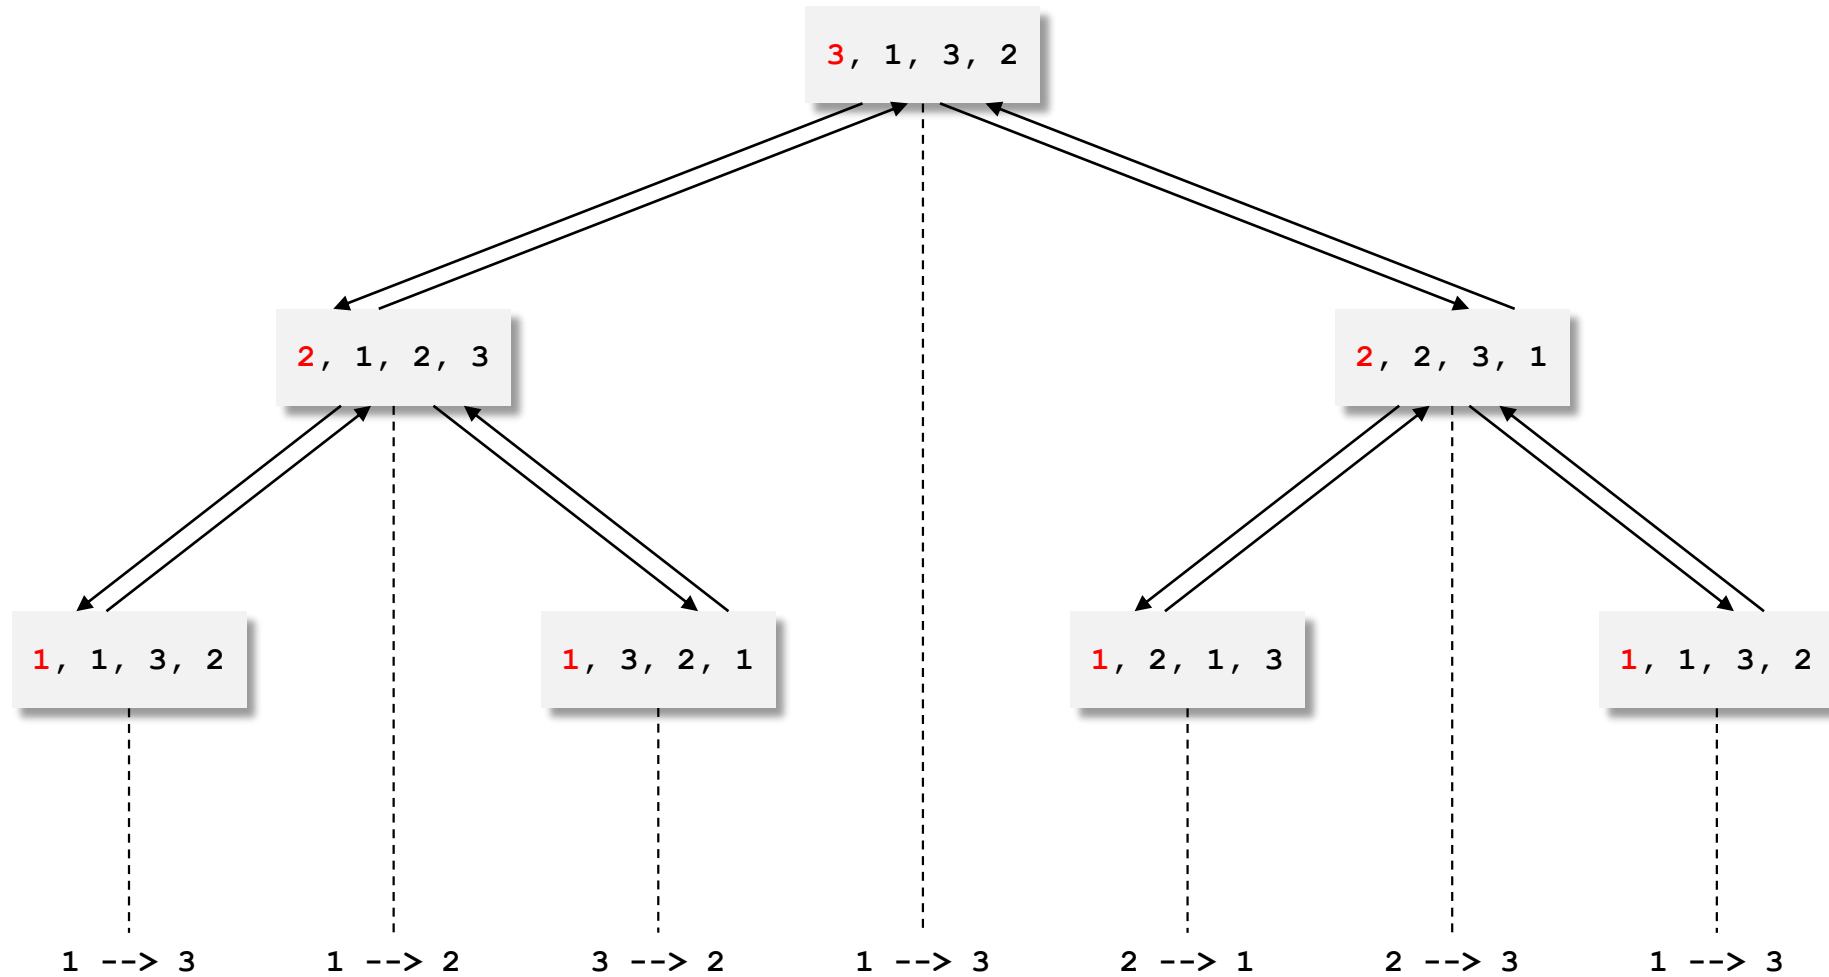 3, 1, 3, 2
2, 1, 2, 3
2, 2, 3, 1
1, 1, 3, 2
1, 3, 2, 1
1, 2, 1, 3
1, 1, 3, 2
1 --> 3
1 --> 2
3 --> 2
1 --> 3
2 --> 1
2 --> 3
1 --> 3